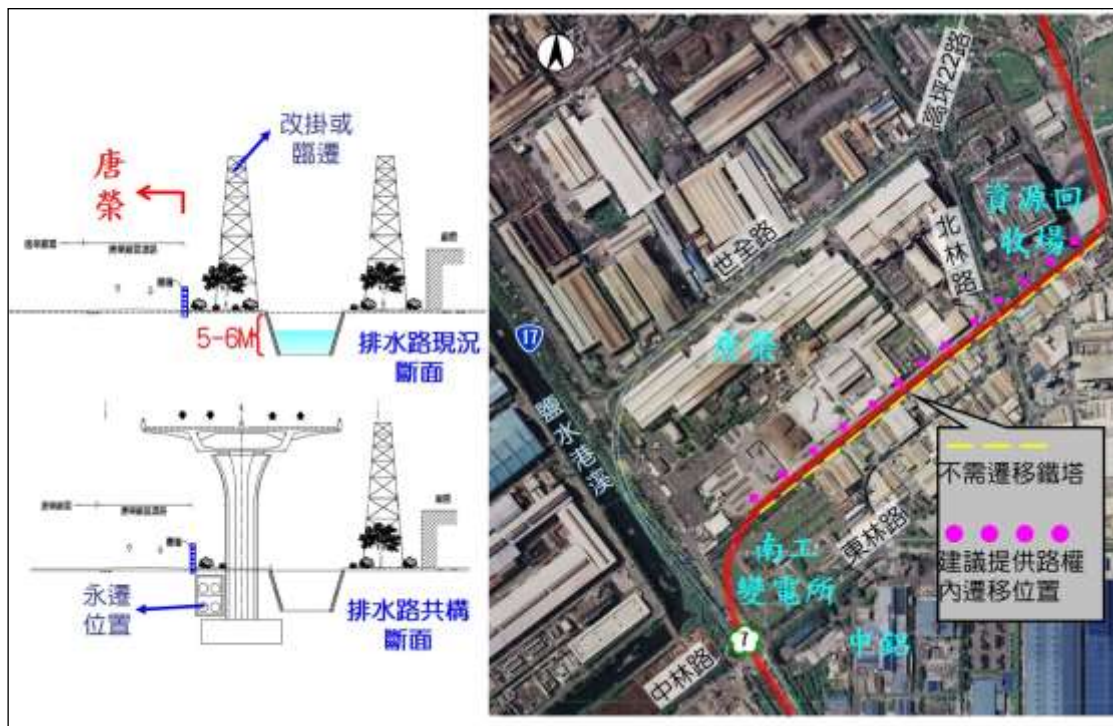 改掛或
臨遷
唐
榮
5-6M
排水路現況
斷面
永遷
位置
排水路共構
斷面
高坪22路
資源回
收場
北林路
世全路
唐榮
17
鹽水港溪
不需遷移鐵塔
建議提供路權
內遷移位置
東林路
南工
變電所
中鋁
7
中林路